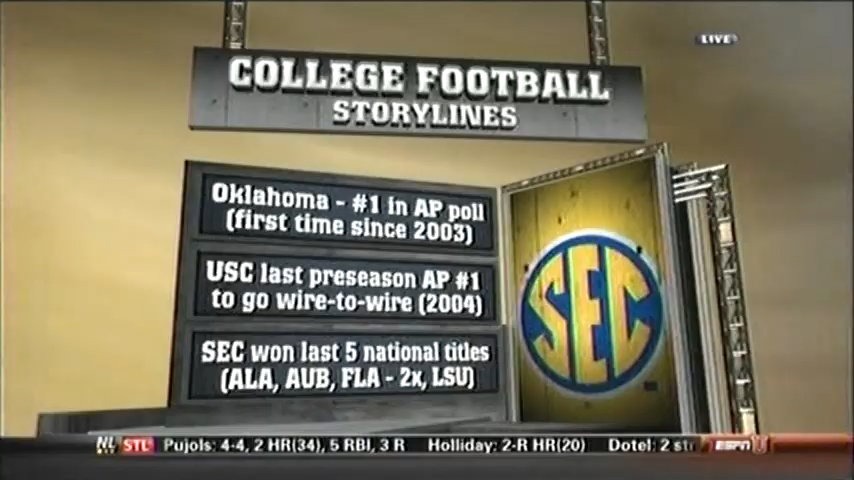 LIVE
COLLEGE FOOTBALL
STORYLINES
Oklahoma - #1 in AP poll
(first time since 2003)
USC last preseason AP #1
to go wire-to-wire (2004)
SEC won last 5 national titles
(ALA, AUB, FLA - 2x, LSU)
SEC
NL STL Pujols: 4-4, 2 HR(34), 5 RBI, 3 R Holliday: 2-R HR(20) Dotel: 2 ESPNU